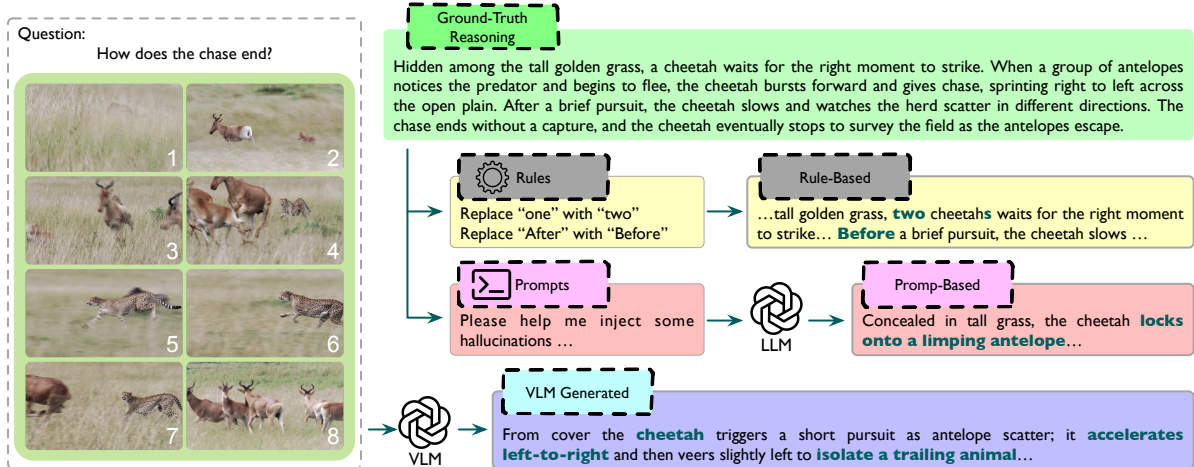 Question:
How does the chase end?
1
2
3
4
5
6
7
8
Ground-Truth
Reasoning
Hidden among the tall golden grass, a cheetah waits for the right moment to strike. When a group of antelopes
notices the predator and begins to flee, the cheetah bursts forward and gives chase, sprinting right to left across
the open plain. After a brief pursuit, the cheetah slows and watches the herd scatter in different directions. The
chase ends without a capture, and the cheetah eventually stops to survey the field as the antelopes escape.
Rules
Replace “one” with “two”
Replace “After” with “Before”
Rule-Based
…tall golden grass, two cheetahs waits for the right moment
to strike… Before a brief pursuit, the cheetah slows …
Prompts
Please help me inject some
hallucinations …
LLM
Promp-Based
Concealed in tall grass, the cheetah locks
onto a limping antelope…
VLM
VLM Generated
From cover the cheetah triggers a short pursuit as antelope scatter; it accelerates
left-to-right and then veers slightly left to isolate a trailing animal…